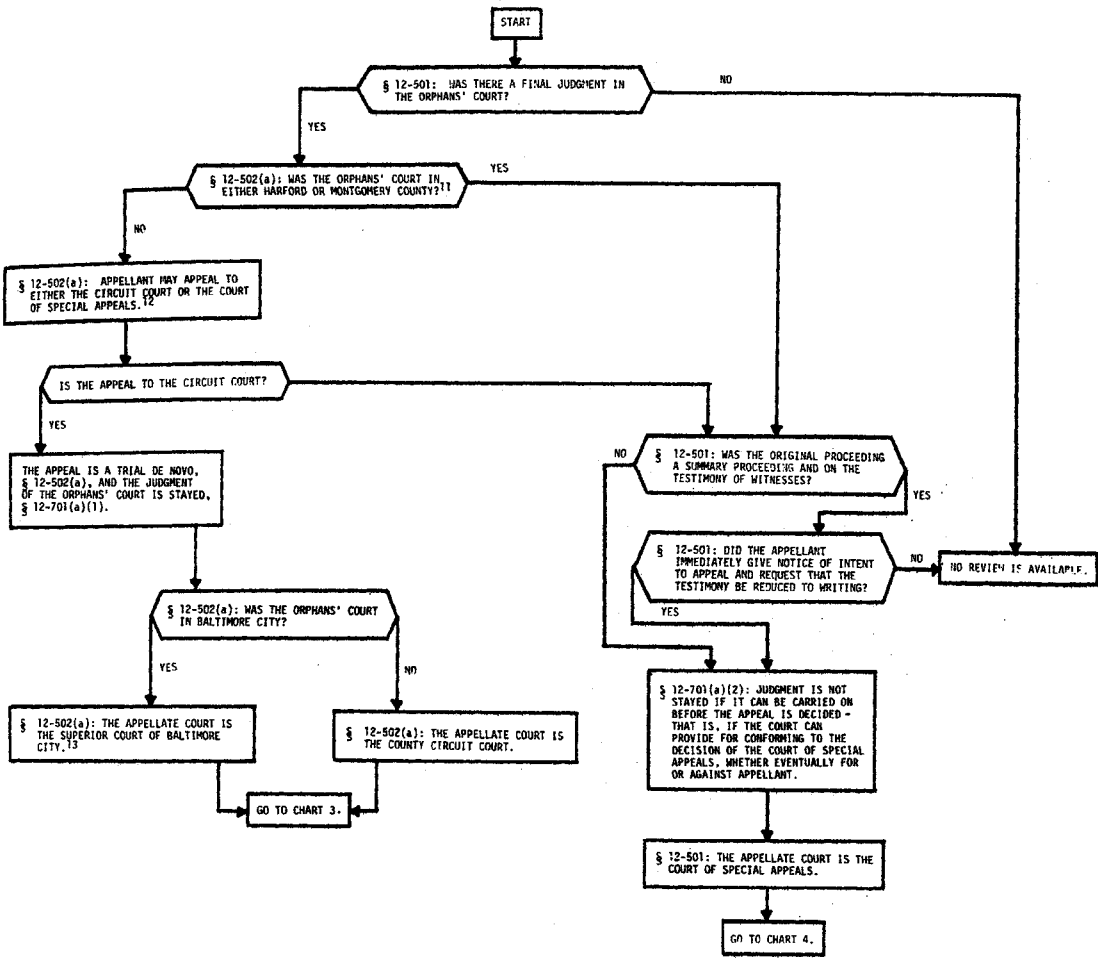 START
§ 12-501: WAS THERE A FINAL JUDGMENT IN
THE ORPHANS' COURT?
NO
YES
§ 12-502(a): WAS THE ORPHANS' COURT IN
EITHER HARFORD OR MONTGOMERY COUNTY?11
YES
NO
§ 12-502(a): APPELLANT MAY APPEAL TO
EITHER THE CIRCUIT COURT OR THE COURT
OF SPECIAL APPEALS.12
IS THE APPEAL TO THE CIRCUIT COURT?
YES
THE APPEAL IS A TRIAL DE NOVO,
§ 12-502(a), AND THE JUDGMENT
OF THE ORPHANS' COURT IS STAYED,
§ 12-701(a)(1).
NO
§ 12-501: WAS THE ORIGINAL PROCEEDING
A SUMMARY PROCEEDING AND ON THE
TESTIMONY OF WITNESSES?
YES
§ 12-501: DID THE APPELLANT
IMMEDIATELY GIVE NOTICE OF INTENT
TO APPEAL AND REQUEST THAT THE
TESTIMONY BE REDUCED TO WRITING?
NO
NO REVIEW IS AVAILABLE.
YES
§ 12-502(a): WAS THE ORPHANS' COURT
IN BALTIMORE CITY?
YES
NO
§ 12-502(a): THE APPELLATE COURT IS
THE SUPERIOR COURT OF BALTIMORE
CITY.13
§ 12-502(a): THE APPELLATE COURT IS
THE COUNTY CIRCUIT COURT.
GO TO CHART 3.
§ 12-701(a)(2): JUDGMENT IS NOT
STAYED IF IT CAN BE CARRIED ON
BEFORE THE APPEAL IS DECIDED -
THAT IS, IF THE COURT CAN
PROVIDE FOR CONFORMING TO THE
DECISION OF THE COURT OF SPECIAL
APPEALS, WHETHER EVENTUALLY FOR
OR AGAINST APPELLANT.
§ 12-501: THE APPELLATE COURT IS THE
COURT OF SPECIAL APPEALS.
GO TO CHART 4.